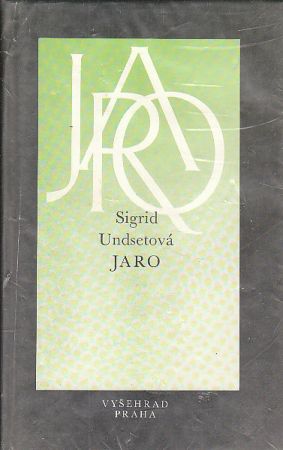 JARO
Sigrid
Undsetová
JARO
VYŠEHRAD
PRAHA